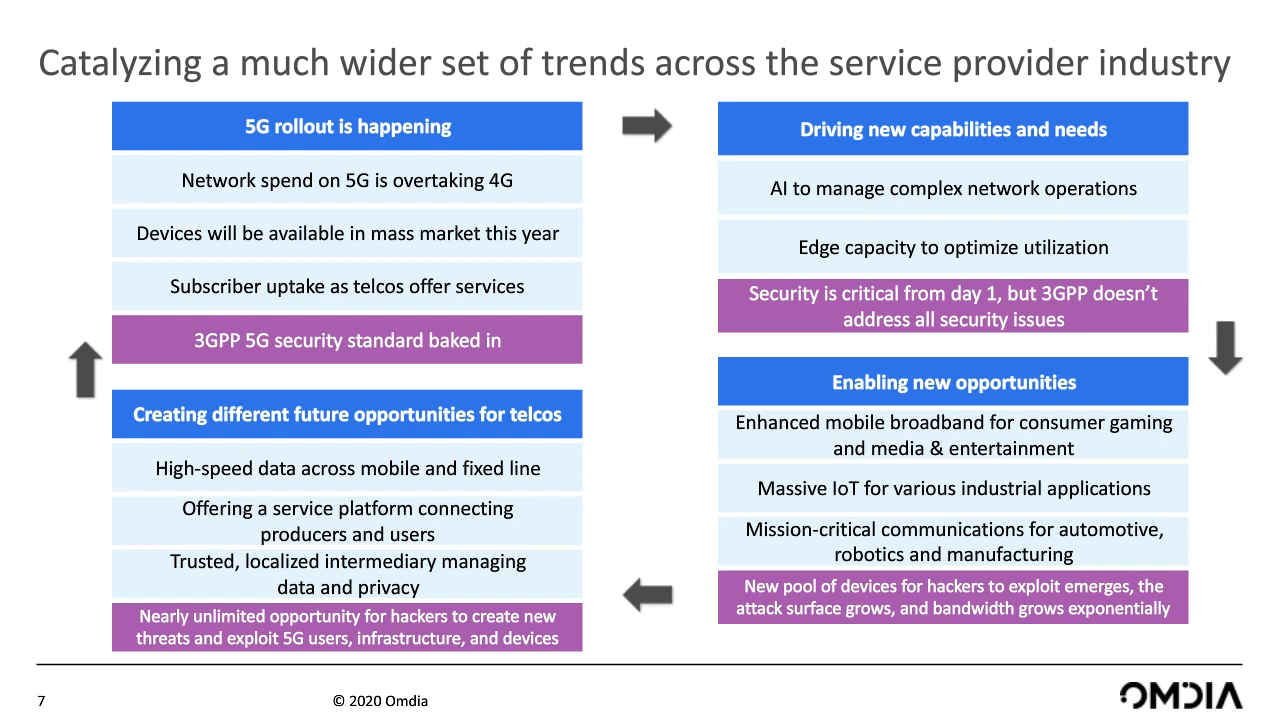 Catalyzing a much wider set of trends across the service provider industry
5G rollout is happening
Network spend on 5G is overtaking 4G
Devices will be available in mass market this year
Subscriber uptake as telcos offer services
3GPP 5G security standard baked in
Driving new capabilities and needs
AI to manage complex network operations
Edge capacity to optimize utilization
Security is critical from day 1, but 3GPP doesn’t
address all security issues
Enabling new opportunities
Enhanced mobile broadband for consumer gaming
and media & entertainment
Massive IoT for various industrial applications
Mission-critical communications for automotive,
robotics and manufacturing
New pool of devices for hackers to exploit emerges, the
attack surface grows, and bandwidth grows exponentially
Creating different future opportunities for telcos
High-speed data across mobile and fixed line
Offering a service platform connecting
producers and users
Trusted, localized intermediary managing
data and privacy
Nearly unlimited opportunity for hackers to create new
threats and exploit 5G users, infrastructure, and devices
7
© 2020 Omdia
OMDIA